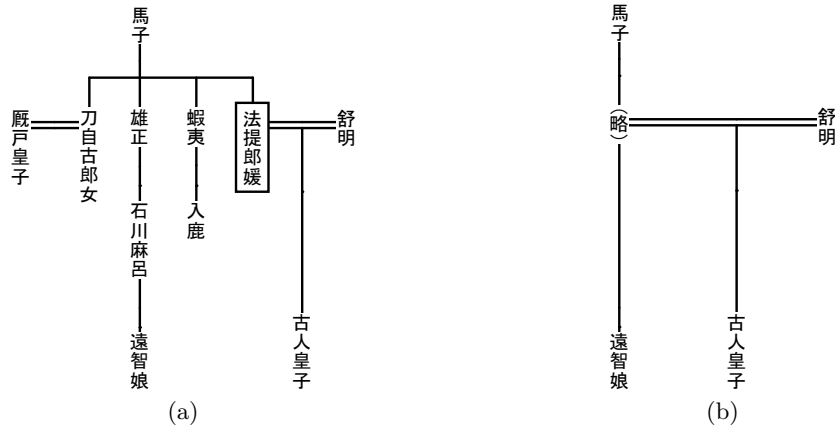 馬子
厩戸皇子
刀自古郎女
雄正
蝦夷
法提郎媛
舒明
石川麻呂
入鹿
遠智娘
古人皇子
(a)
馬子
（略）
舒明
遠智娘
古人皇子
(b)